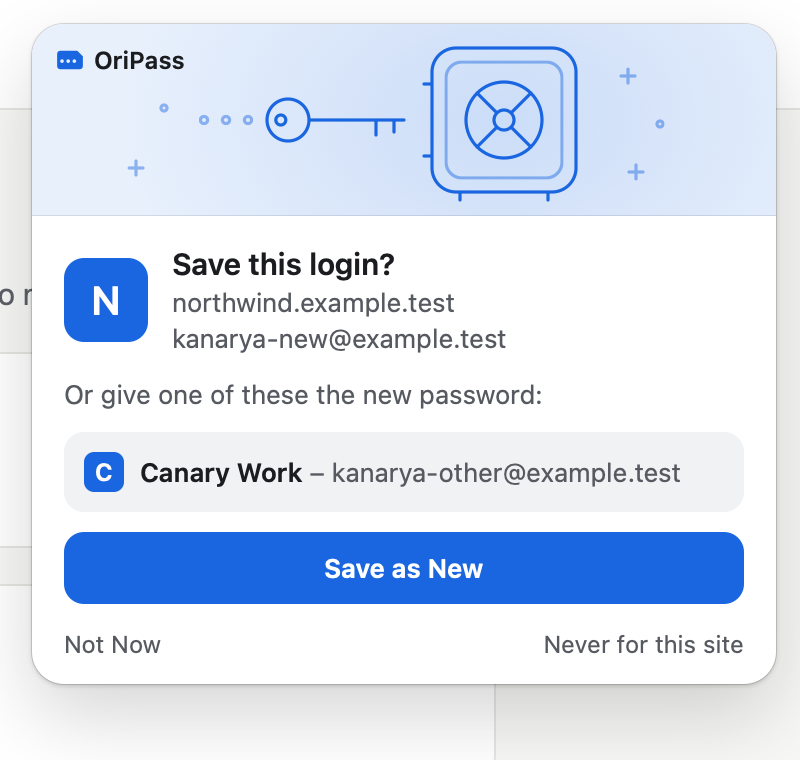 OriPass
Save this login?
N
northwind.example.test
kanarya-new@example.test
Or give one of these the new password:
C Canary Work – kanarya-other@example.test
Save as New
Not Now
Never for this site